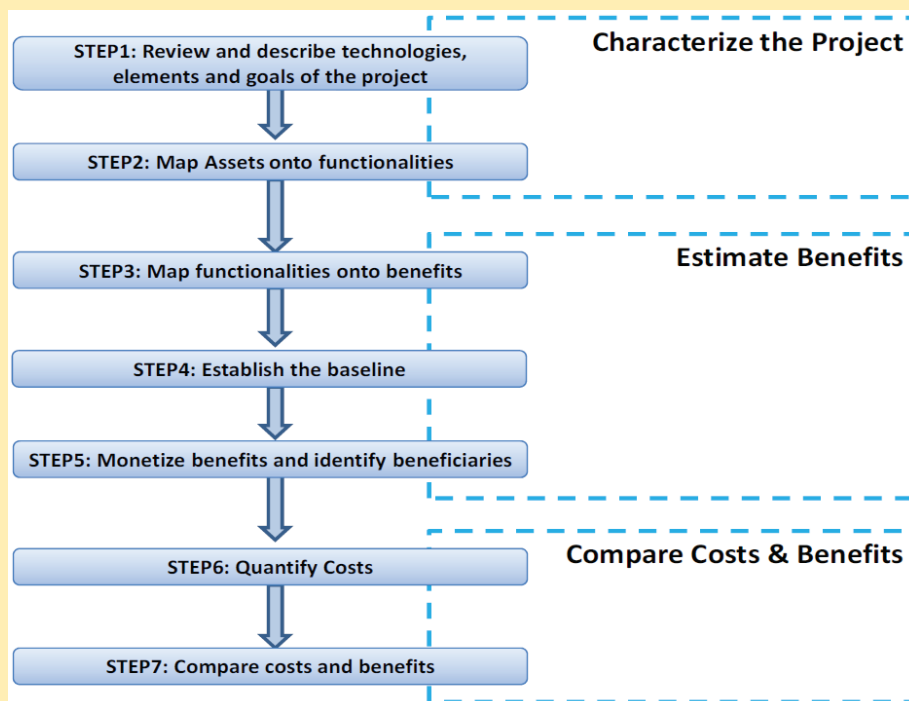 STEP1: Review and describe technologies,
elements and goals of the project
Characterize the Project
STEP2: Map Assets onto functionalities
STEP3: Map functionalities onto benefits
Estimate Benefits
STEP4: Establish the baseline
STEP5: Monetize benefits and identify beneficiaries
STEP6: Quantify Costs
Compare Costs & Benefits
STEP7: Compare costs and benefits